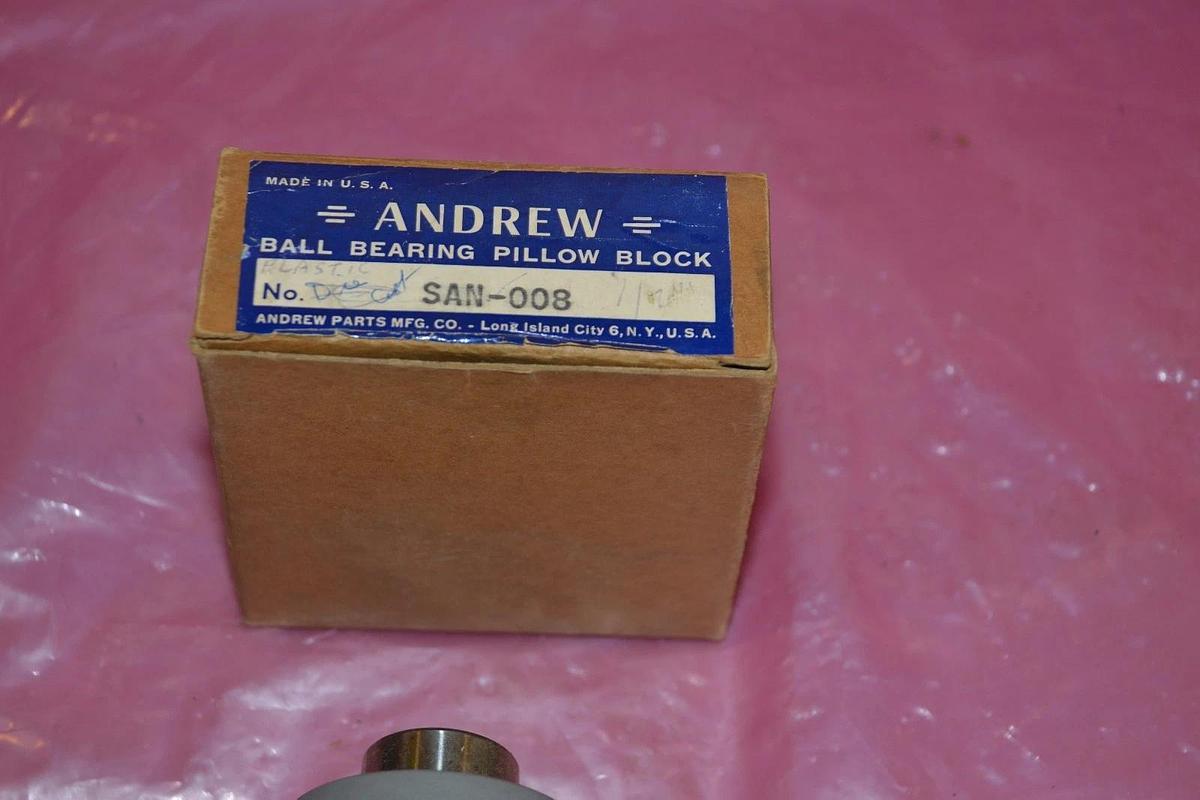 MADE IN U. S. A.
ANDREW
BALL BEARING PILLOW BLOCK
No. SAN-008
ANDREW PARTS MFG. CO. - Long Island City 6, N. Y., U. S. A.